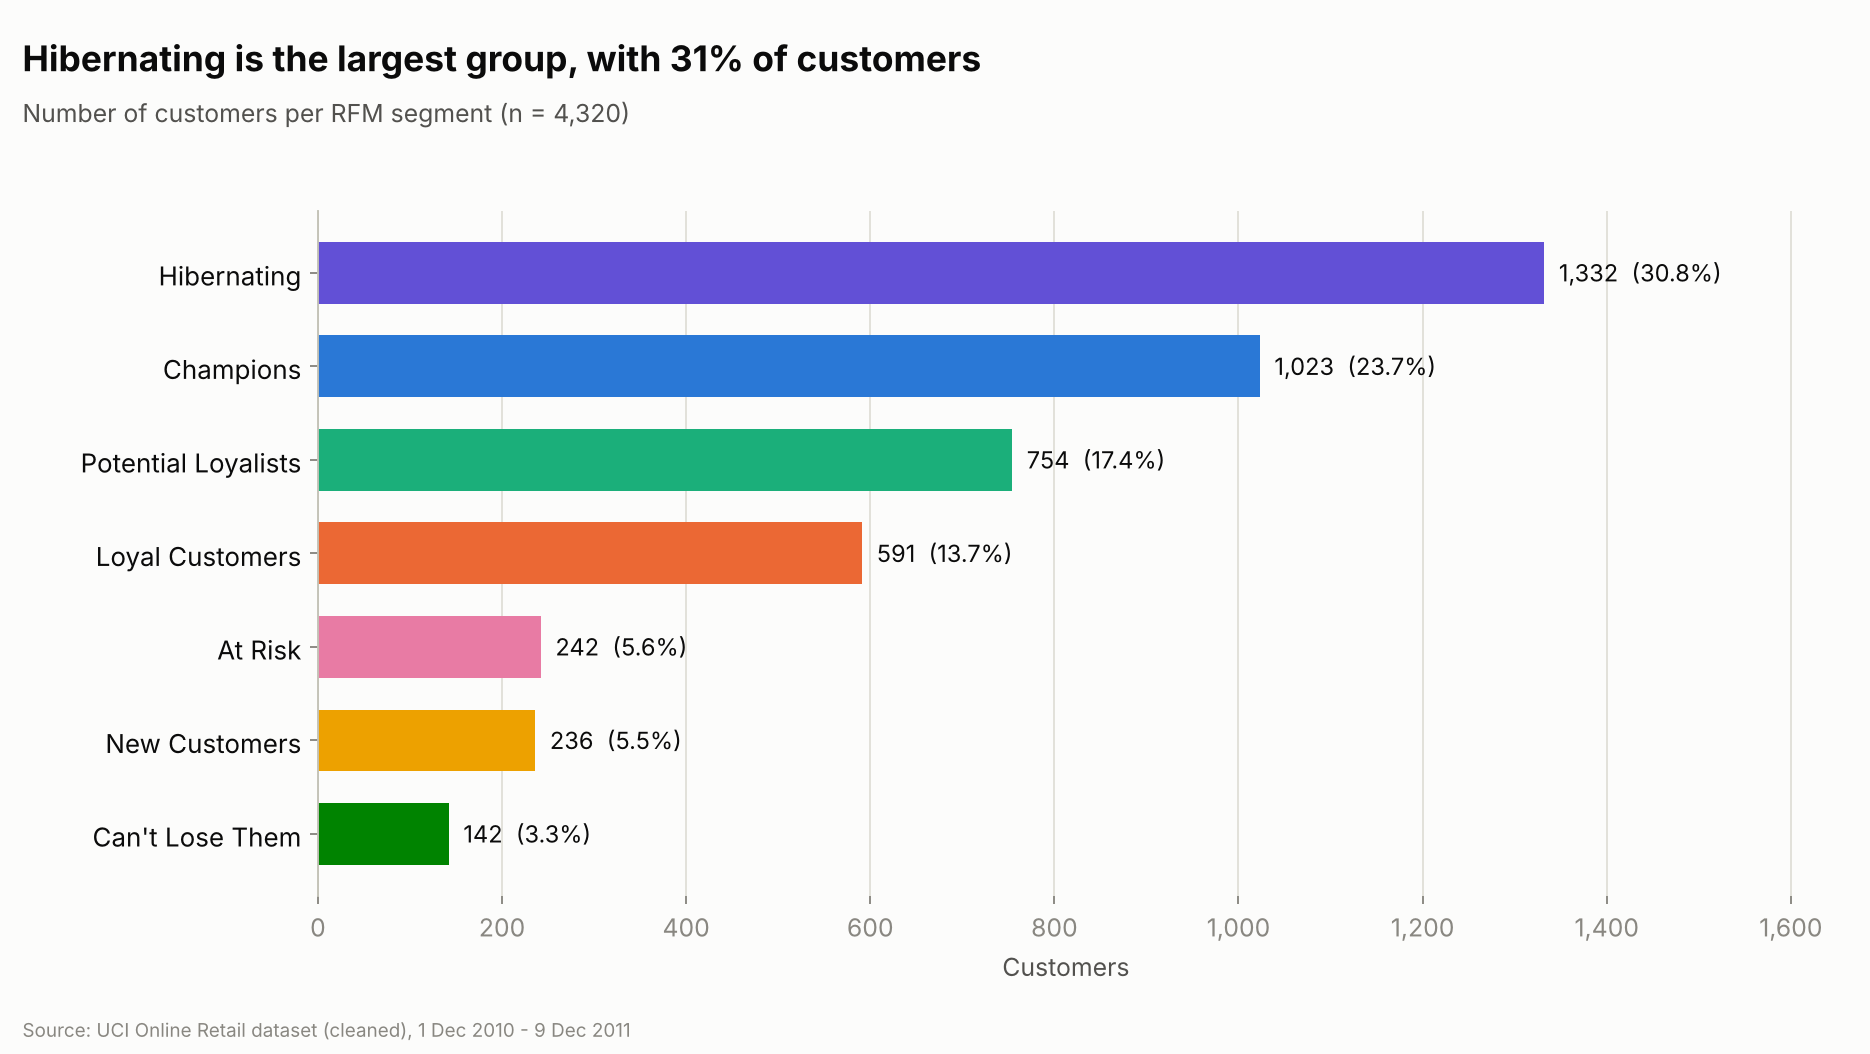 Hibernating is the largest group, with 31% of customers
Number of customers per RFM segment (n = 4,320)
Hibernating 1,332 (30.8%)
Champions 1,023 (23.7%)
Potential Loyalists 754 (17.4%)
Loyal Customers 591 (13.7%)
At Risk 242 (5.6%)
New Customers 236 (5.5%)
Can't Lose Them 142 (3.3%)
0 200 400 600 800 1,000 1,200 1,400 1,600
Customers
Source: UCI Online Retail dataset (cleaned), 1 Dec 2010 - 9 Dec 2011